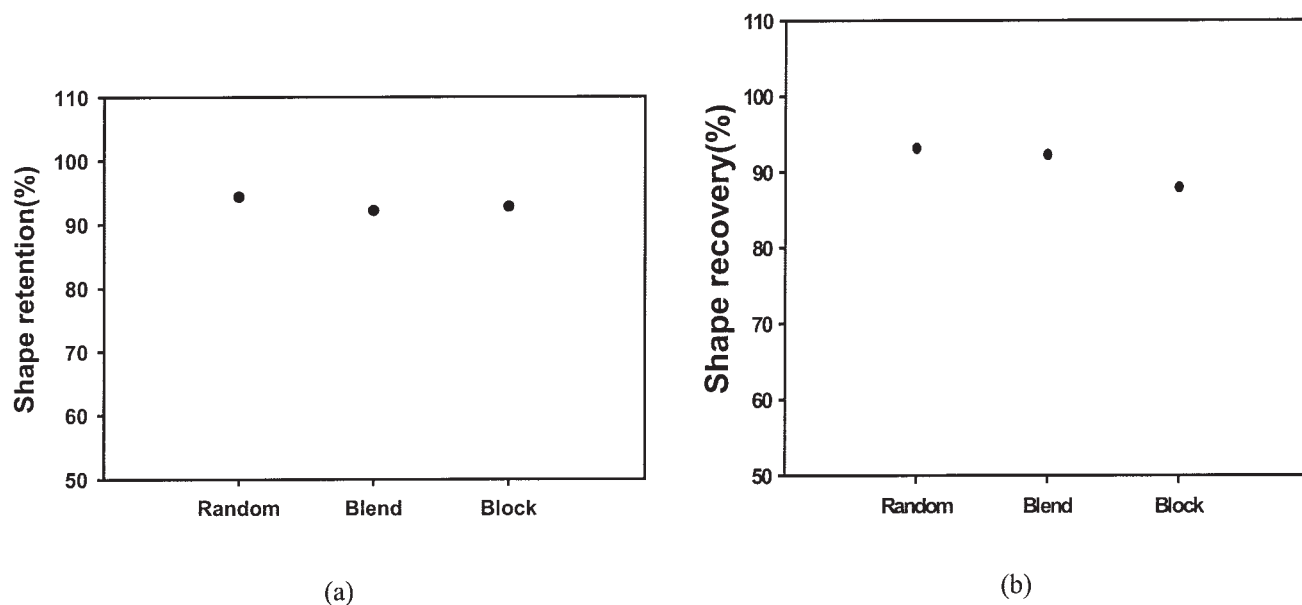 Shape retention(%)
110
100
90
80
70
60
50
Random Blend Block
(a)
Shape recovery(%)
110
100
90
80
70
60
50
Random Blend Block
(b)